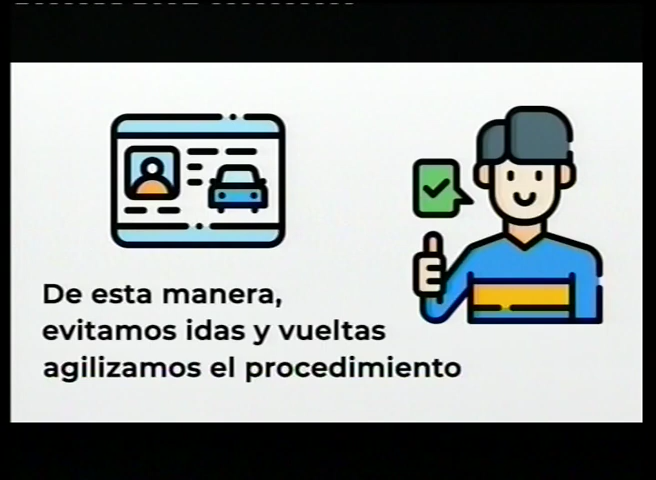 De esta manera,
evitamos idas y vueltas
agilizamos el procedimiento